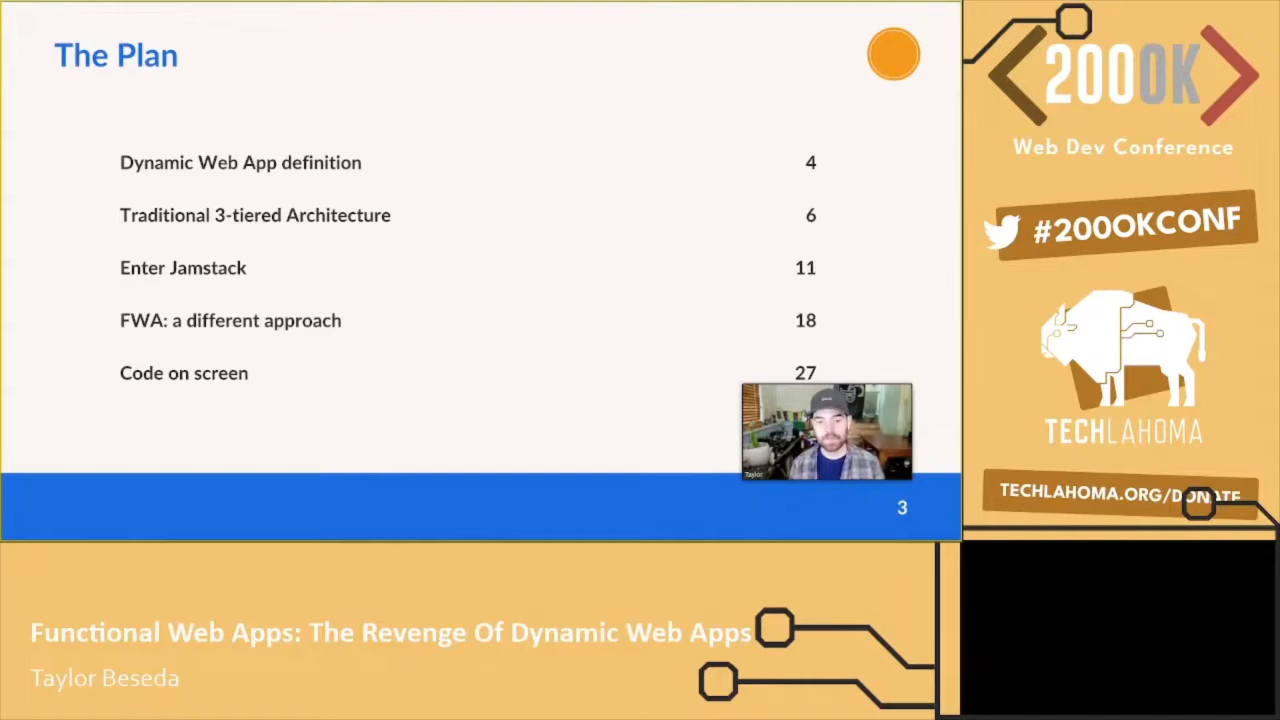 The Plan
Dynamic Web App definition 4
Traditional 3-tiered Architecture 6
Enter Jamstack 11
FWA: a different approach 18
Code on screen 27
Taylor
3
200OK
Web Dev Conference
#200OKCONF
TECHLAHOMA
TECHLAHOMA.ORG/DONATE
Functional Web Apps: The Revenge Of Dynamic Web Apps
Taylor Beseda